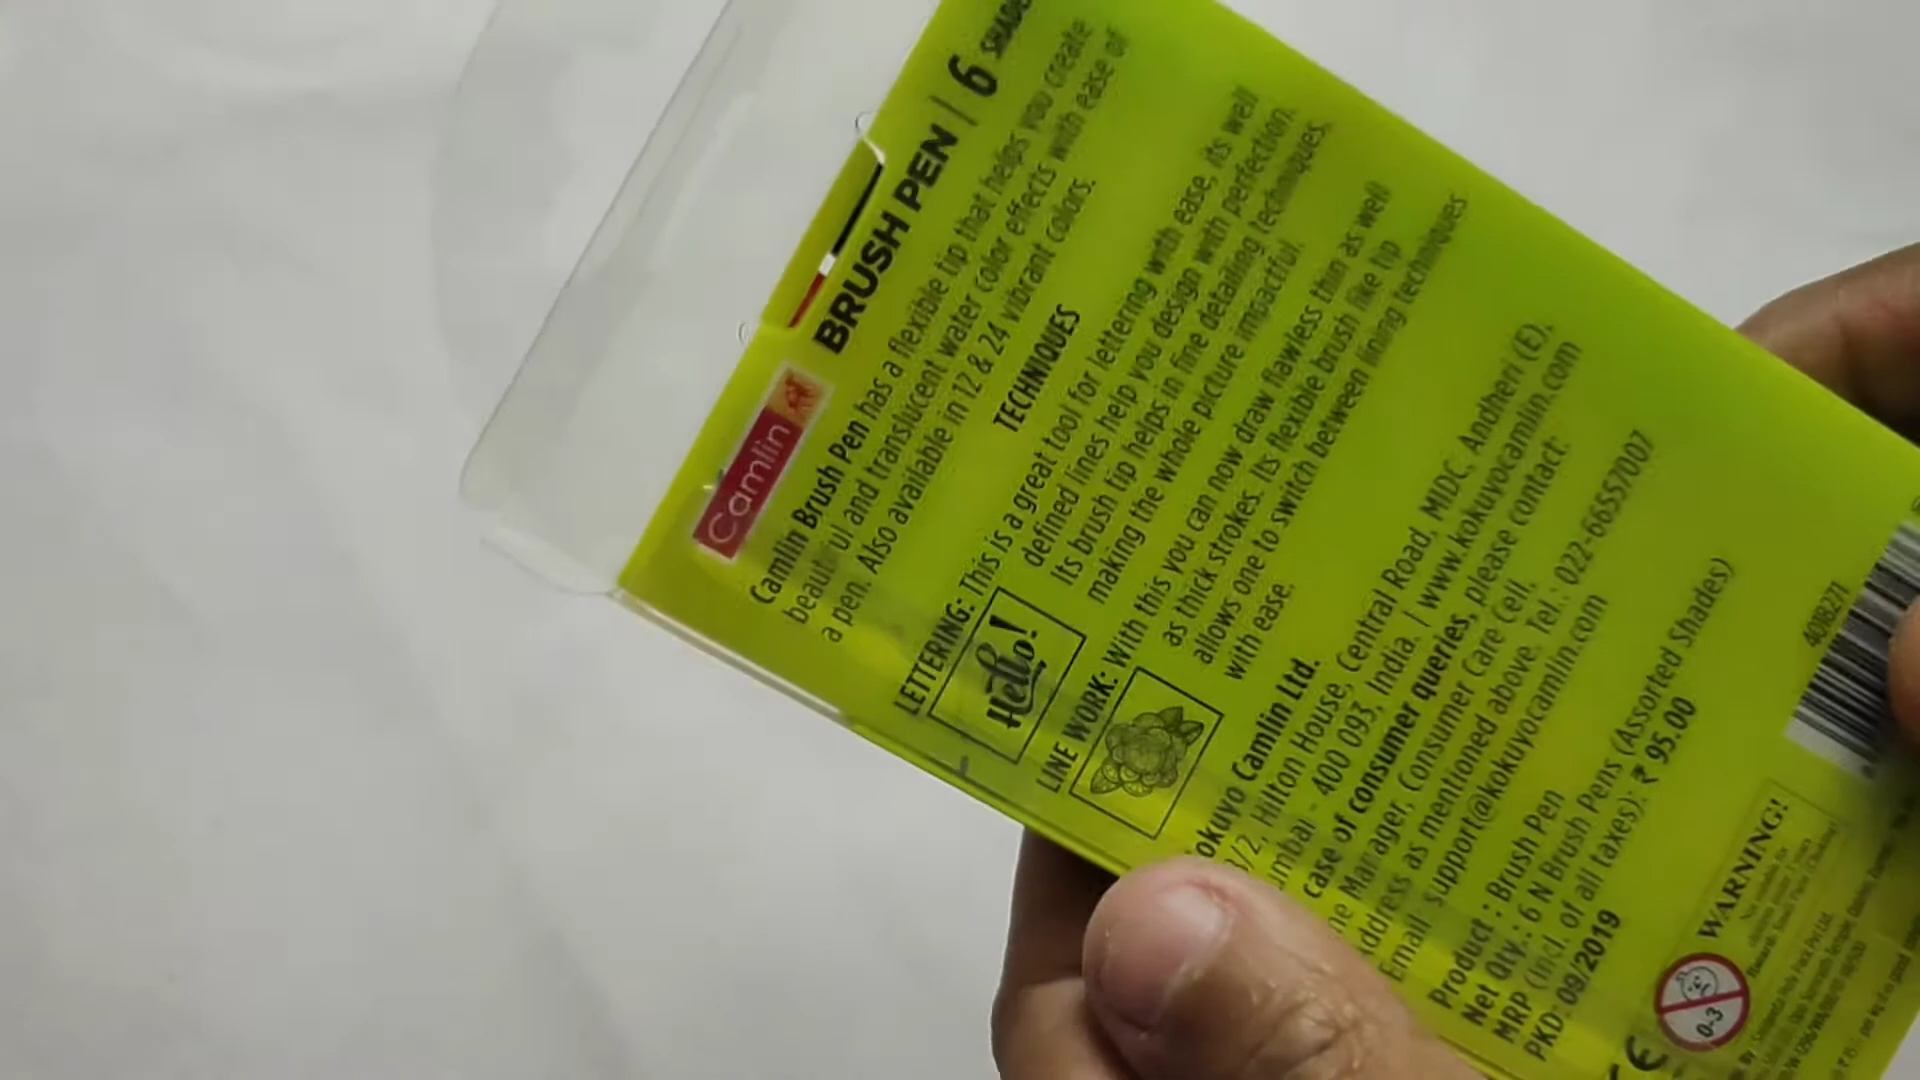 Camlin
BRUSH PEN | 6 SHADES
Camlin Brush Pen has a flexible tip that helps you create
beautiful and translucent water color effects with ease of
a pen. Also available in 12 & 24 vibrant colors.
TECHNIQUES
LETTERING: This is a great tool for lettering with ease, its well
defined lines help you design with perfection.
Its brush tip helps in fine detailing techniques,
making the whole picture impactful.
Hello!
LINE WORK: With this you can now draw flawless thin as well
as thick strokes. Its flexible brush like tip
allows one to switch between lining techniques
with ease.
Kokuyo Camlin Ltd.
Hilton House, Central Road, MIDC, Andheri (E),
Mumbai - 400 093, India. | www.kokuyocamlin.com
case of consumer queries, please contact:
The Manager, Consumer Care Cell.
Address as mentioned above. Tel.: 022-66557007
Email: support@kokuyocamlin.com
Product : Brush Pen
Net Qty.: 6 N Brush Pens (Assorted Shades)
MRP (Incl. of all taxes): ₹ 95.00
PKD: 09/2019
4018271
CE
0-3
WARNING!